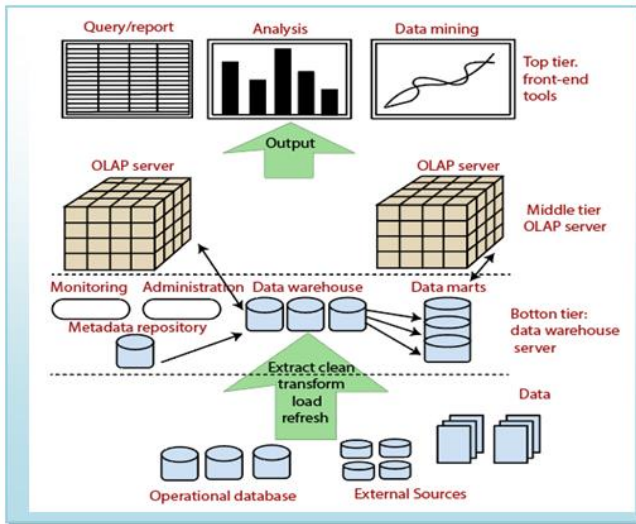 Query/report
Analysis
Data mining
Top tier.
front-end
tools
Output
OLAP server
OLAP server
Middle tier
OLAP server
Monitoring
Administration
Data warehouse
Data marts
Metadata repository
Botton tier:
data warehouse
server
Extract clean
transform
load
refresh
Data
Operational database
External Sources